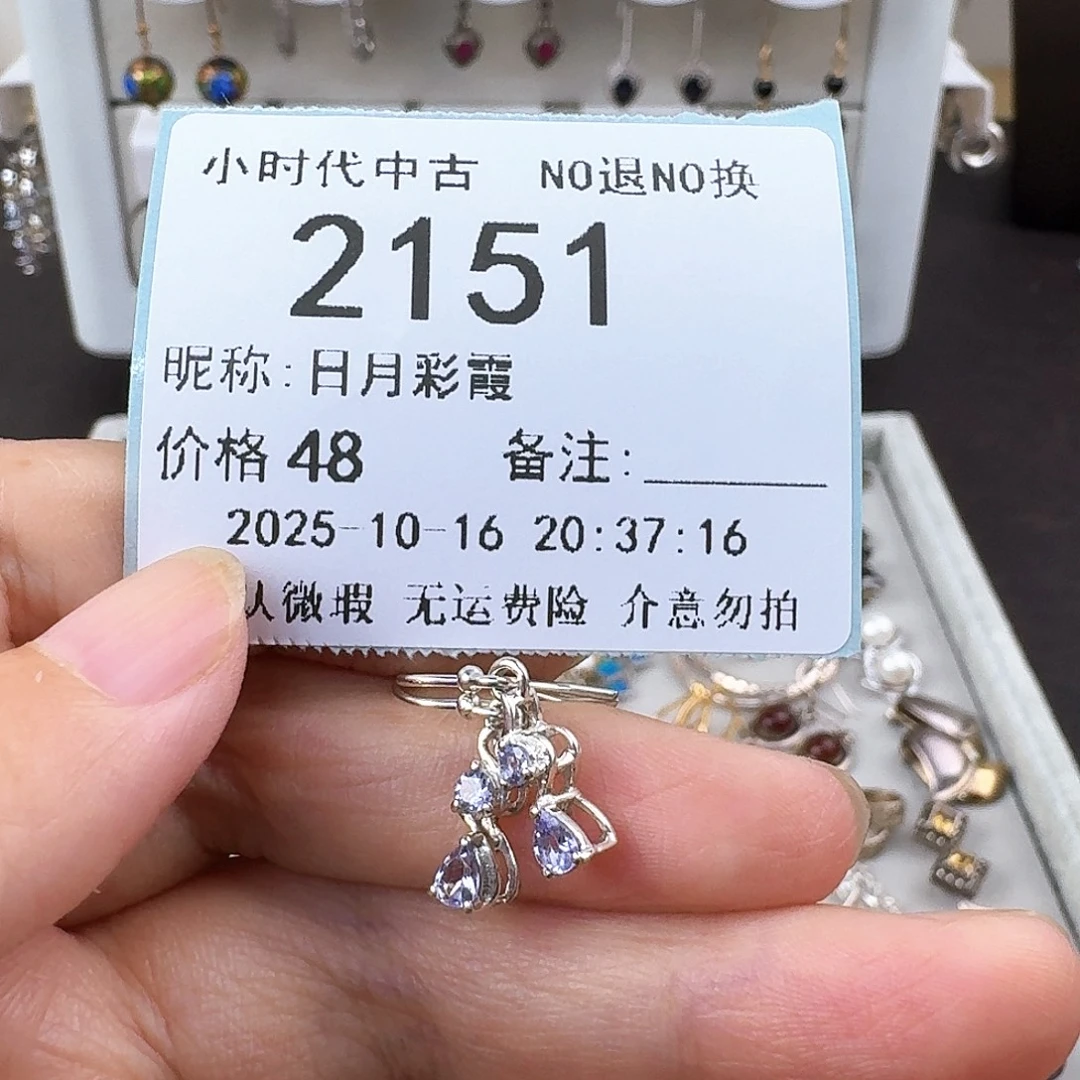 小时代中古 NO退NO换
2151
昵称:日月彩霞
价格 48 备注:
2025-10-16 20:37:16
人微瑕 无运费险 介意勿拍